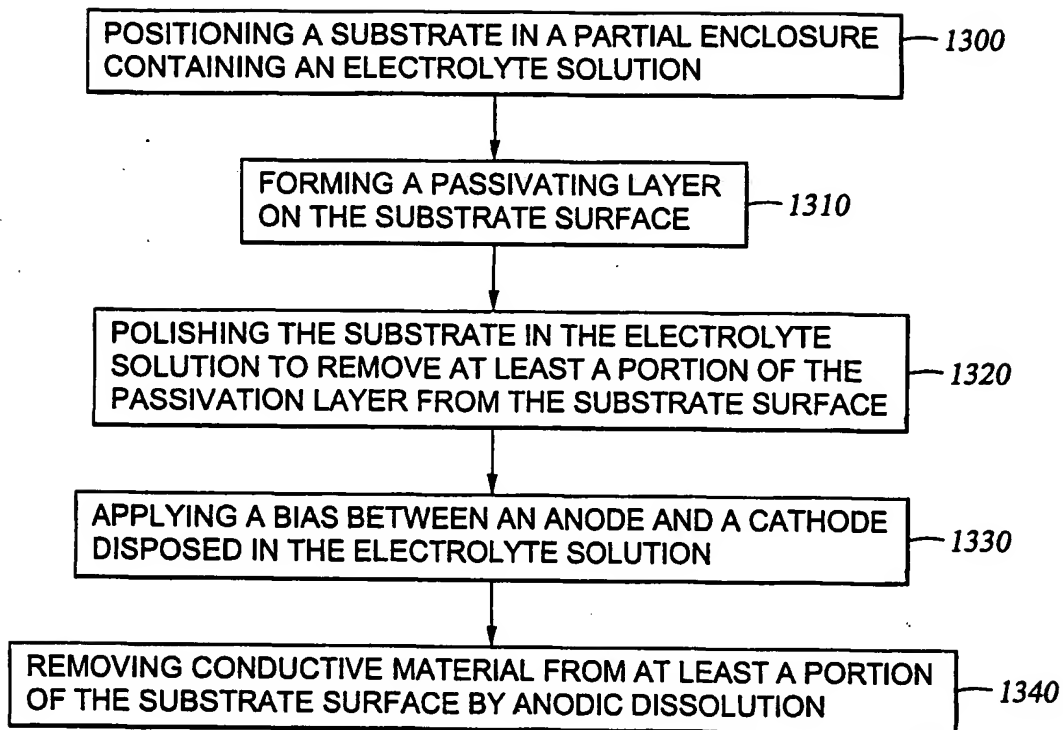 POSITIONING A SUBSTRATE IN A PARTIAL ENCLOSURE
CONTAINING AN ELECTROLYTE SOLUTION
1300
FORMING A PASSIVATING LAYER
ON THE SUBSTRATE SURFACE
1310
POLISHING THE SUBSTRATE IN THE ELECTROLYTE
SOLUTION TO REMOVE AT LEAST A PORTION OF THE
PASSIVATION LAYER FROM THE SUBSTRATE SURFACE
1320
APPLYING A BIAS BETWEEN AN ANODE AND A CATHODE
DISPOSED IN THE ELECTROLYTE SOLUTION
1330
REMOVING CONDUCTIVE MATERIAL FROM AT LEAST A PORTION
OF THE SUBSTRATE SURFACE BY ANODIC DISSOLUTION
1340